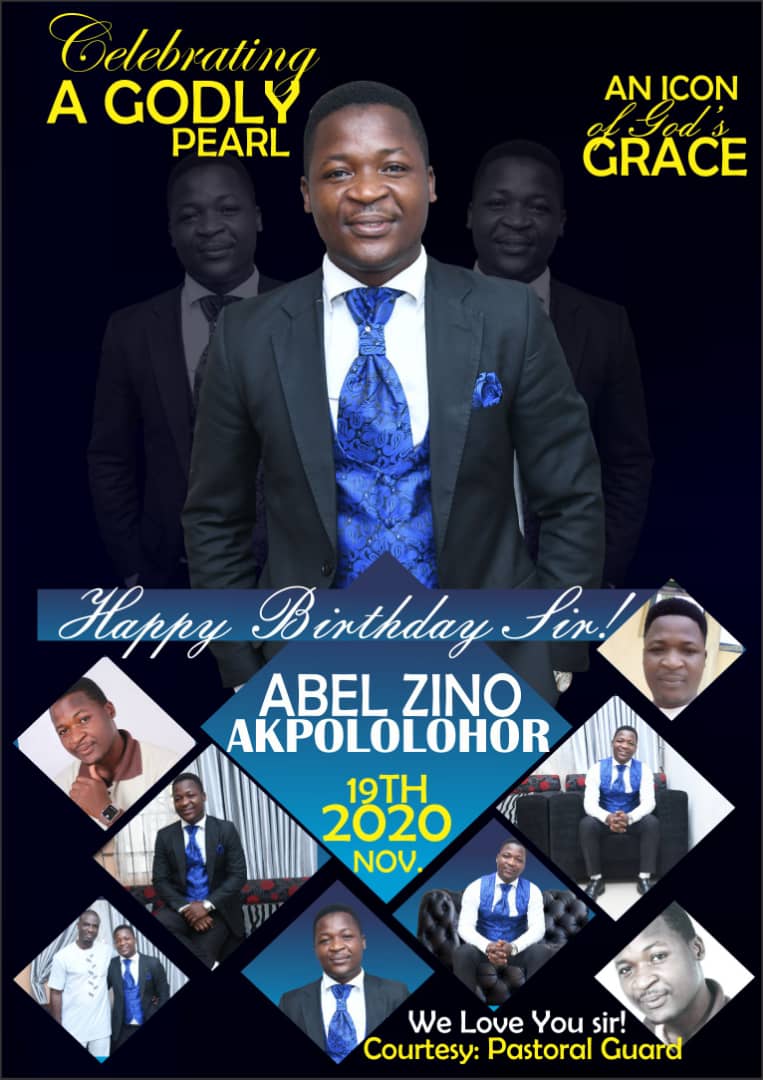 Celebrating
A GODLY
PEARL
AN ICON
of God's
GRACE
Happy Birthday Sir!
ABEL ZINO
AKPOLOLOHOR
19TH
2020
NOV.
We Love You sir!
Courtesy: Pastoral Guard